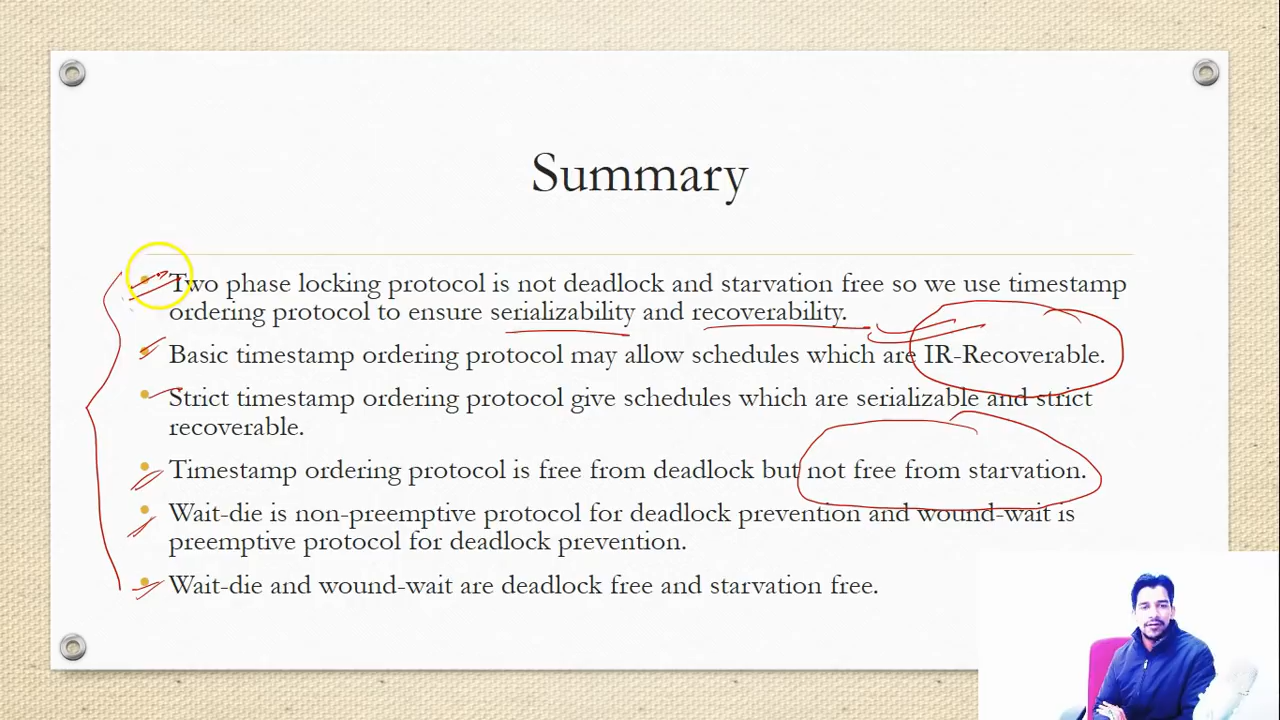 Summary
Two phase locking protocol is not deadlock and starvation free so we use timestamp
ordering protocol to ensure serializability and recoverability.
Basic timestamp ordering protocol may allow schedules which are IR-Recoverable.
Strict timestamp ordering protocol give schedules which are serializable and strict
recoverable.
Timestamp ordering protocol is free from deadlock but not free from starvation.
Wait-die is non-preemptive protocol for deadlock prevention and wound-wait is
preemptive protocol for deadlock prevention.
Wait-die and wound-wait are deadlock free and starvation free.